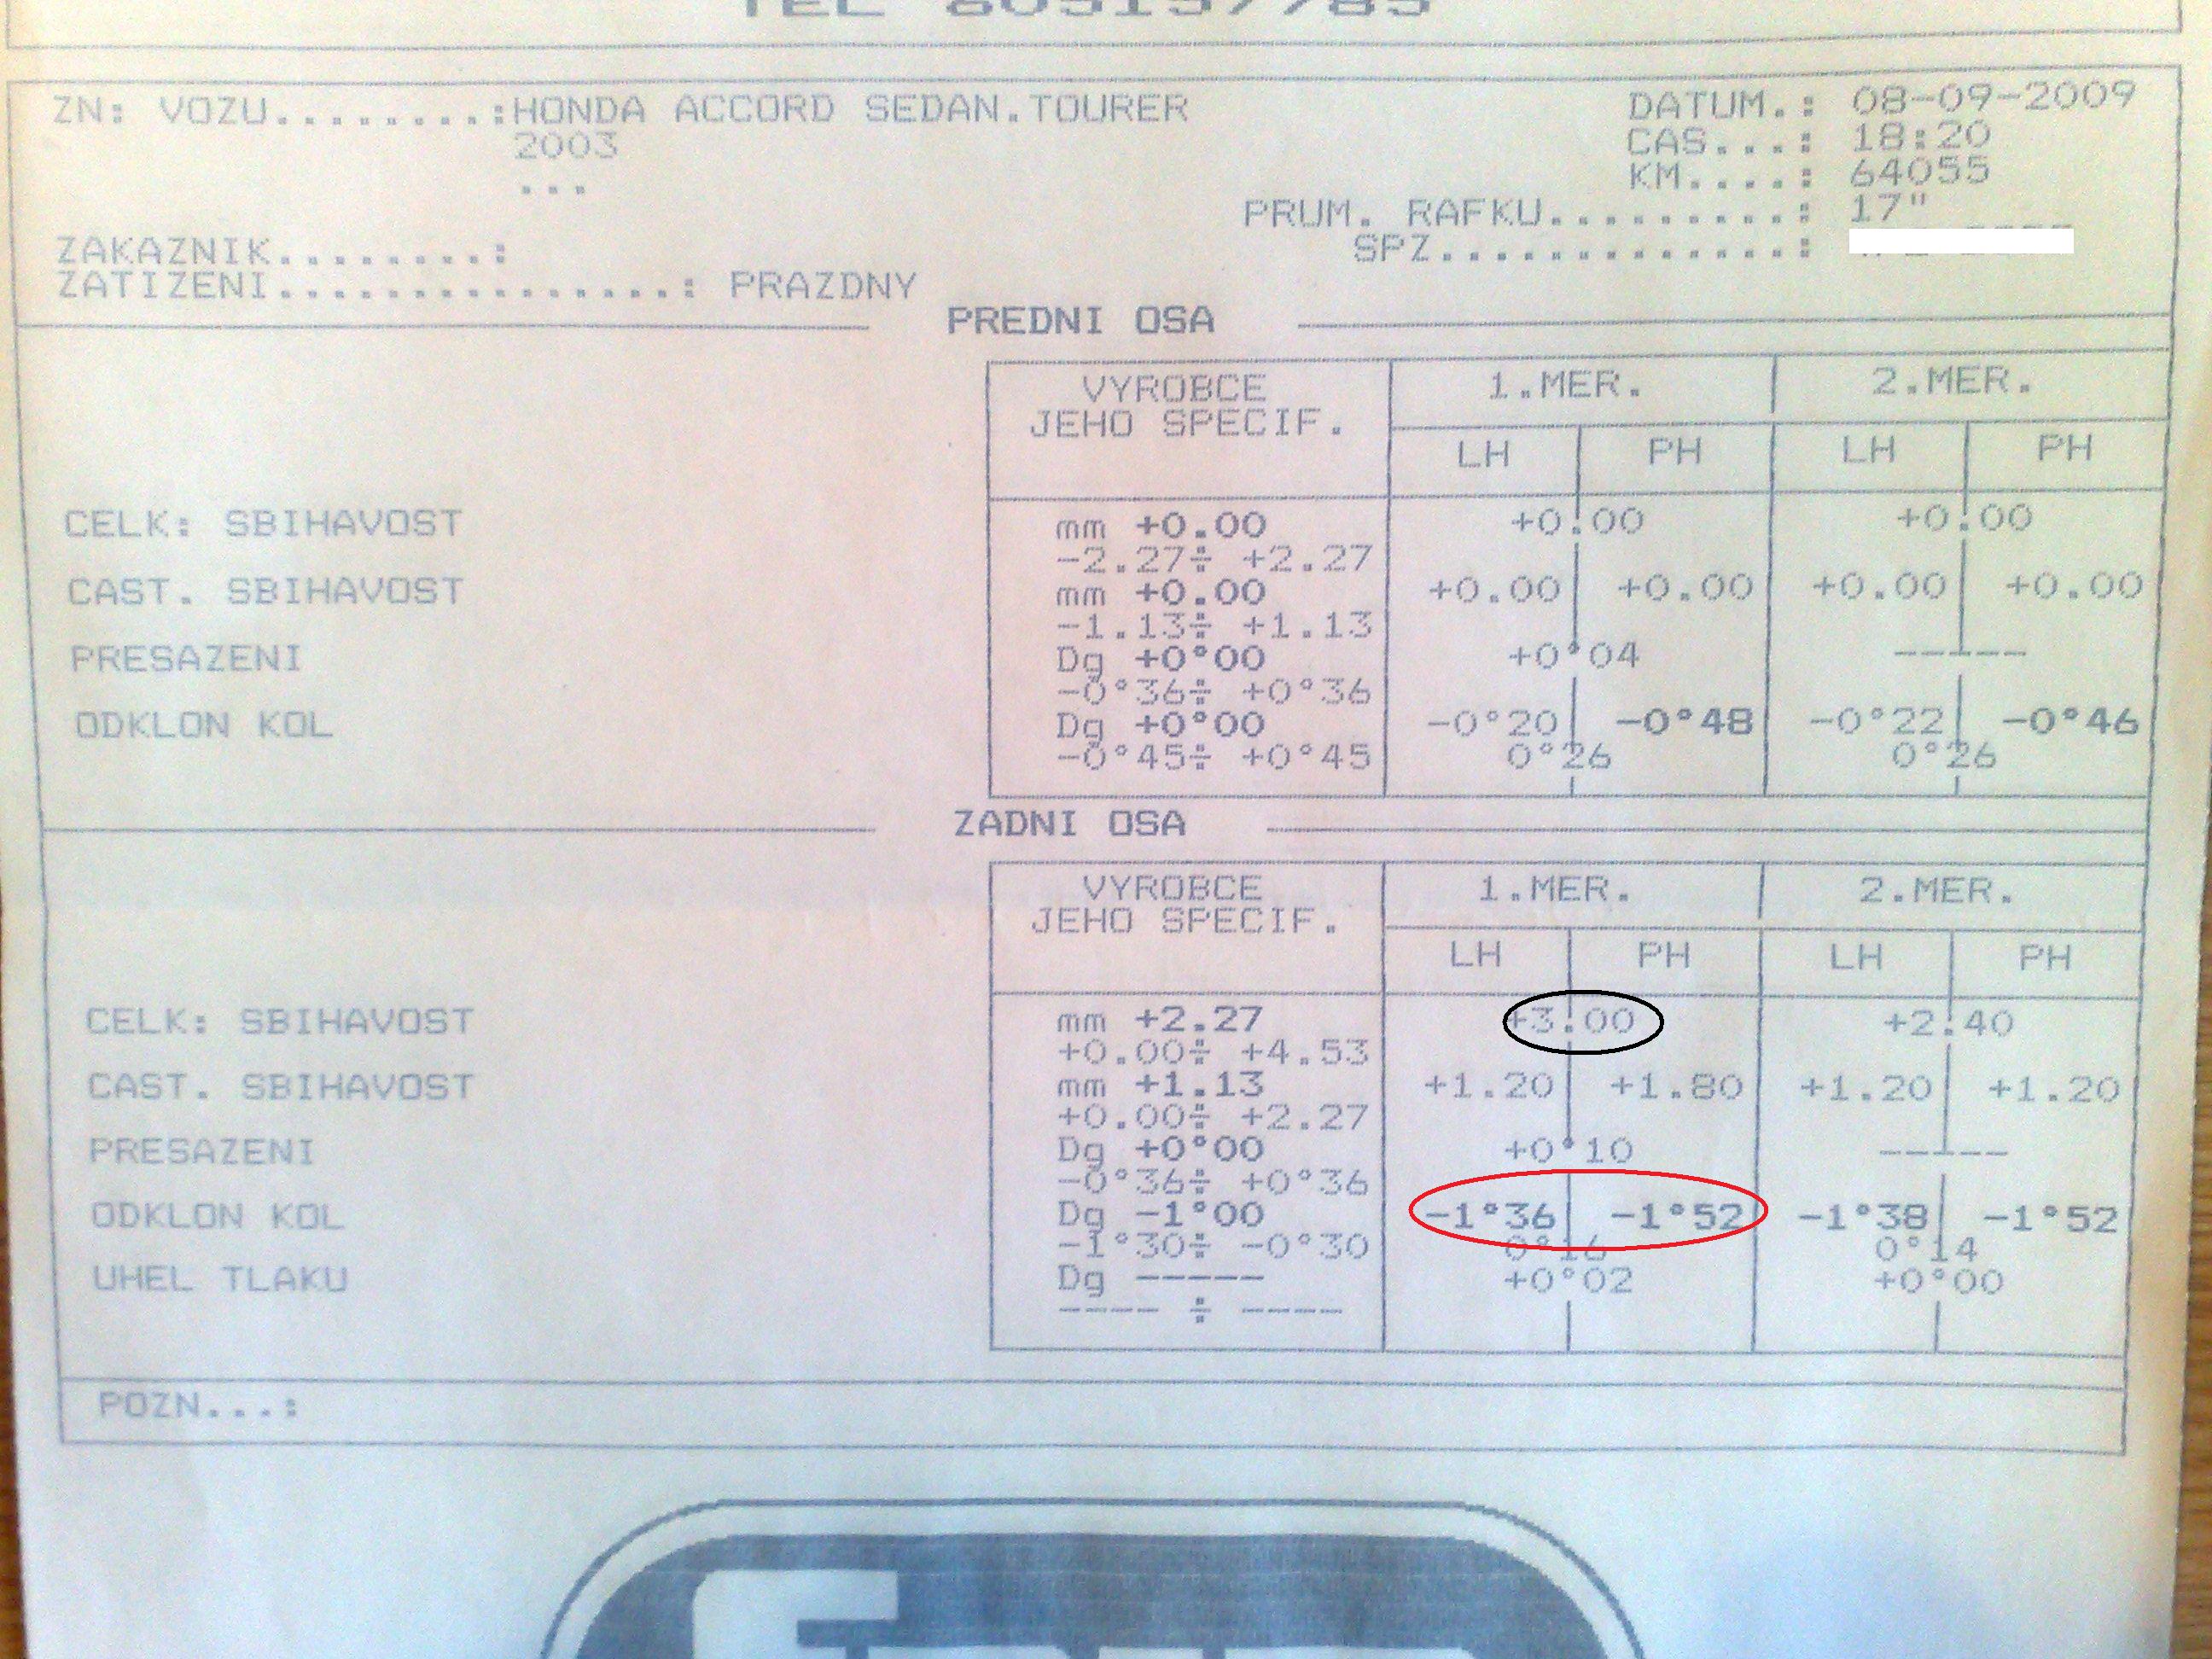 TEL
ZN: VOZU.........:HONDA ACCORD SEDAN.TOURER
2003
...
DATUM.: 08-09-2009
CAS...: 18:20
KM....: 64055
PRUM. RAFKU..........: 17"
SPZ...............:
ZAKAZNIK.........:
ZATIZENI.................: PRAZDNY
PREDNI OSA
VYROBCE 1.MER. 2.MER.
JEHO SPECIF.
LH PH LH PH
CELK: SBIHAVOST mm +0.00 +0.00 +0.00
-2.27÷ +2.27
CAST. SBIHAVOST mm +0.00 +0.00 +0.00 +0.00 +0.00
-1.13÷ +1.13
PRESAZENI Dg +0°00 +0°04 -----
-0°36÷ +0°36
ODKLON KOL Dg +0°00 -0°20 -0°48 -0°22 -0°46
-0°45÷ +0°45 0°26 0°26
ZADNI OSA
VYROBCE 1.MER. 2.MER.
JEHO SPECIF.
LH PH LH PH
CELK: SBIHAVOST mm +2.27 +3.00 +2.40
+0.00÷ +4.53
CAST. SBIHAVOST mm +1.13 +1.20 +1.80 +1.20 +1.20
+0.00÷ +2.27
PRESAZENI Dg +0°00 +0°10 -----
-0°36÷ +0°36
ODKLON KOL Dg -1°00 -1°36 -1°52 -1°38 -1°52
-1°30÷ -0°30 0°16 0°14
UHEL TLAKU Dg ----- +0°02 +0°00
---- ÷ ----
POZN...: